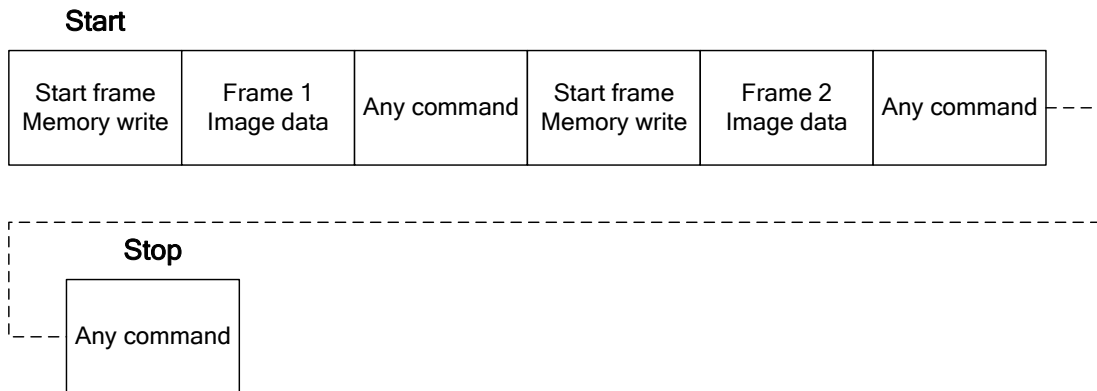 Start
Start frame
Memory write
Frame 1
Image data
Any command
Start frame
Memory write
Frame 2
Image data
Any command
Stop
Any command